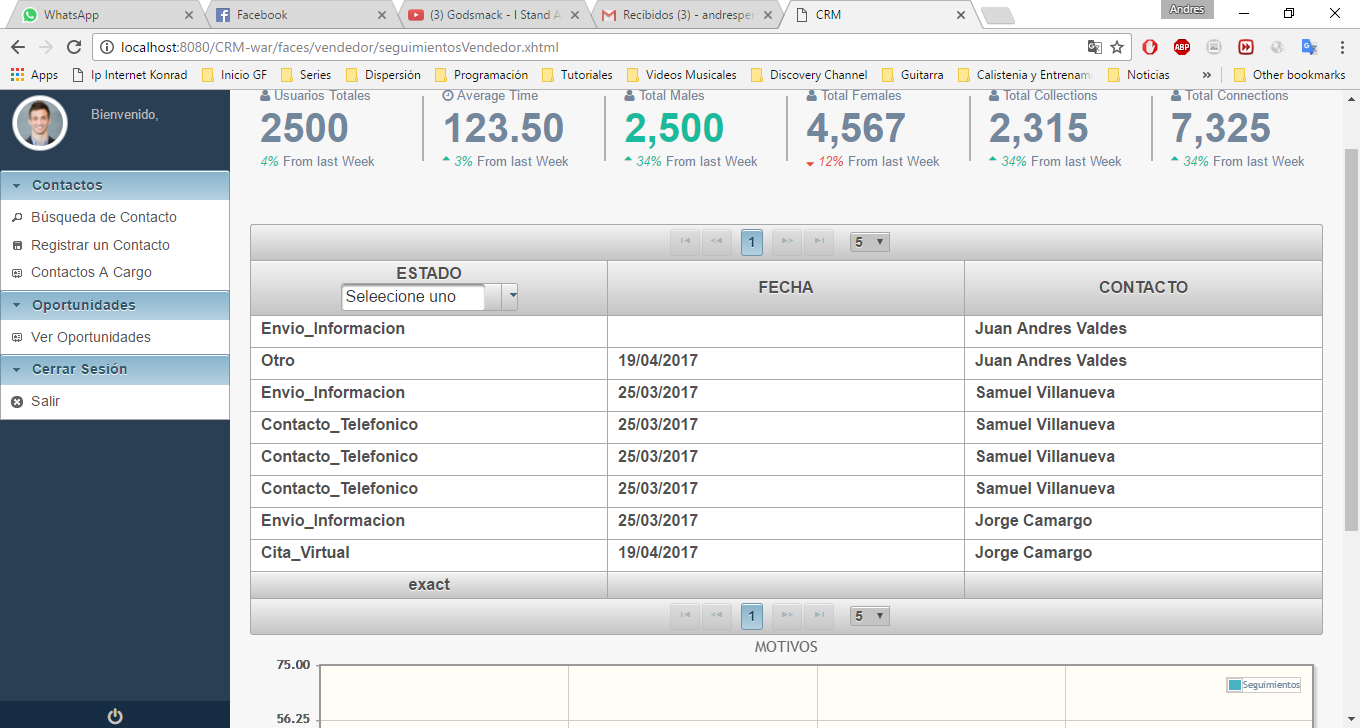 Andres
WhatsApp
Facebook
(3) Godsmack - I Stand A
Recibidos (3) - andresper
CRM
localhost:8080/CRM-war/faces/vendedor/seguimientosVendedor.xhtml
ABP
Apps Ip Internet Konrad Inicio GF Series Dispersión Programación Tutoriales Videos Musicales Discovery Channel Guitarra Calistenia y Entrenam Noticias » Other bookmarks
Bienvenido,
Contactos
Búsqueda de Contacto
Registrar un Contacto
Contactos A Cargo
Oportunidades
Ver Oportunidades
Cerrar Sesión
Salir
Usuarios Totales
2500
4% From last Week
Average Time
123.50
3% From last Week
Total Males
2,500
34% From last Week
Total Females
4,567
12% From last Week
Total Collections
2,315
34% From last Week
Total Connections
7,325
34% From last Week
1 5
ESTADO FECHA CONTACTO
Seleecione uno
Envio_Informacion Juan Andres Valdes
Otro 19/04/2017 Juan Andres Valdes
Envio_Informacion 25/03/2017 Samuel Villanueva
Contacto_Telefonico 25/03/2017 Samuel Villanueva
Contacto_Telefonico 25/03/2017 Samuel Villanueva
Contacto_Telefonico 25/03/2017 Samuel Villanueva
Envio_Informacion 25/03/2017 Jorge Camargo
Cita_Virtual 19/04/2017 Jorge Camargo
exact
1 5
MOTIVOS
75.00
Seguimientos
56.25